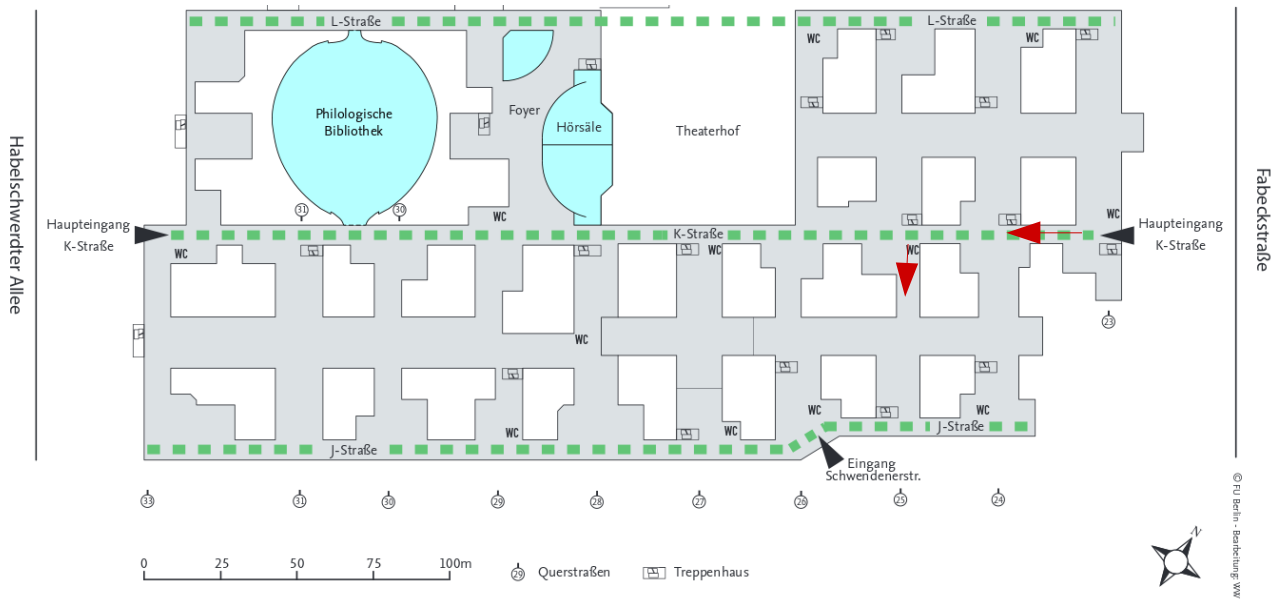 L-Straße
L-Straße
WC
WC
Philologische
Bibliothek
Foyer
Hörsäle
Theaterhof
Habelschwerdter Allee
Fabeckstraße
31
30
WC
WC
Haupteingang
K-Straße
K-Straße
Haupteingang
K-Straße
WC
WC
WC
23
WC
WC
WC
WC
WC
J-Straße
J-Straße
Eingang
Schwendenerstr.
33
31
30
29
28
27
26
25
24
© FU Berlin - Bearbeitung: WW
N
0 25 50 75 100m
29 Querstraßen Treppenhaus